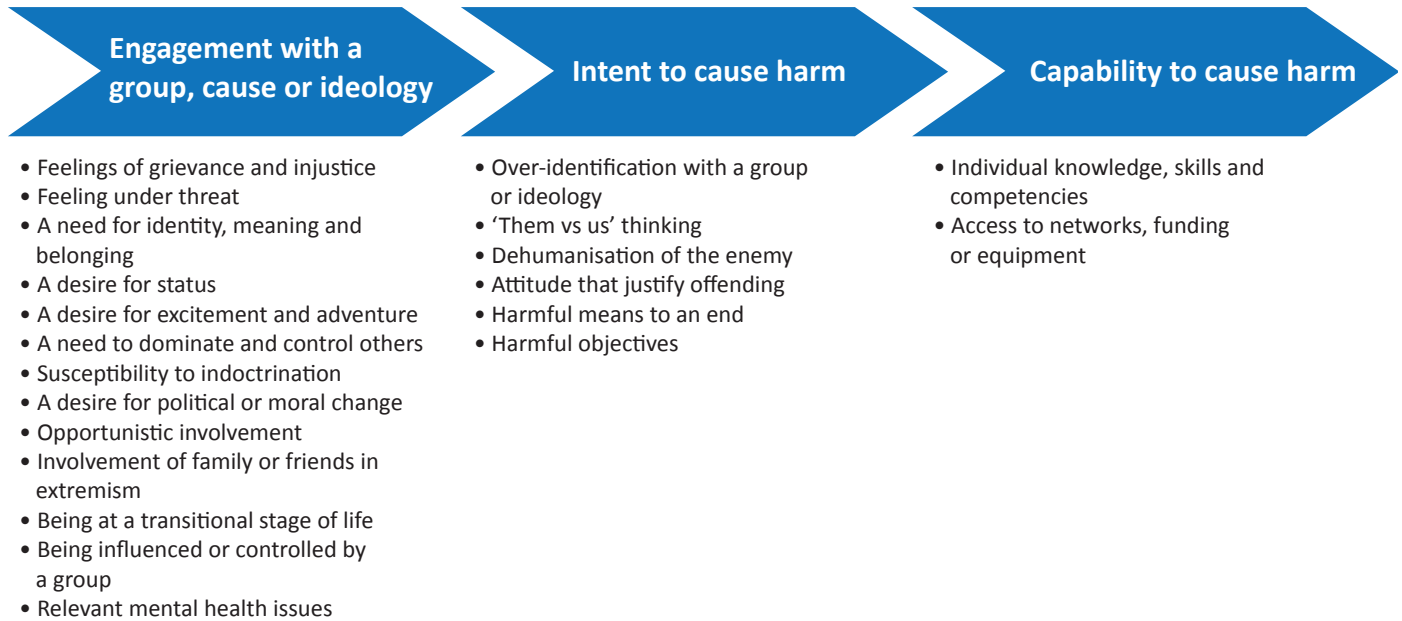 Engagement with a
group, cause or ideology
• Feelings of grievance and injustice
• Feeling under threat
• A need for identity, meaning and
belonging
• A desire for status
• A desire for excitement and adventure
• A need to dominate and control others
• Susceptibility to indoctrination
• A desire for political or moral change
• Opportunistic involvement
• Involvement of family or friends in
extremism
• Being at a transitional stage of life
• Being influenced or controlled by
a group
• Relevant mental health issues
Intent to cause harm
• Over-identification with a group
or ideology
• ‘Them vs us’ thinking
• Dehumanisation of the enemy
• Attitude that justify offending
• Harmful means to an end
• Harmful objectives
Capability to cause harm
• Individual knowledge, skills and
competencies
• Access to networks, funding
or equipment